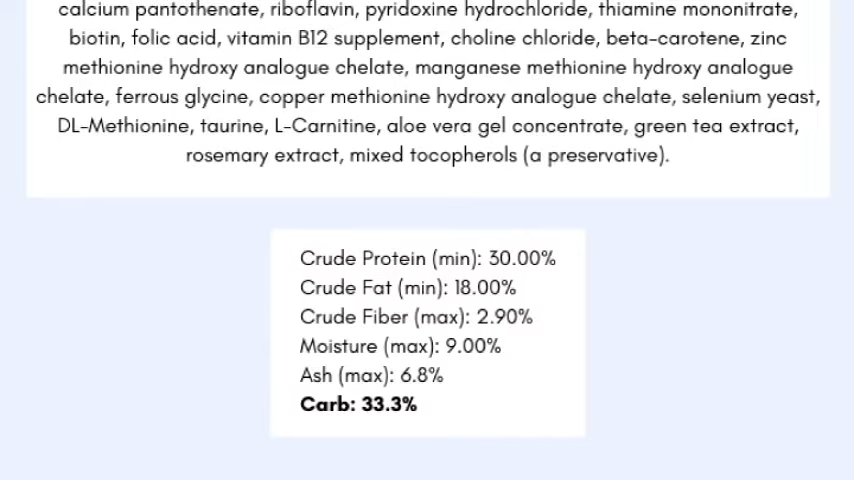 calcium pantothenate, riboflavin, pyridoxine hydrochloride, thiamine mononitrate,
biotin, folic acid, vitamin B12 supplement, choline chloride, beta-carotene, zinc
methionine hydroxy analogue chelate, manganese methionine hydroxy analogue
chelate, ferrous glycine, copper methionine hydroxy analogue chelate, selenium yeast,
DL-Methionine, taurine, L-Carnitine, aloe vera gel concentrate, green tea extract,
rosemary extract, mixed tocopherols (a preservative).
Crude Protein (min): 30.00%
Crude Fat (min): 18.00%
Crude Fiber (max): 2.90%
Moisture (max): 9.00%
Ash (max): 6.8%
Carb: 33.3%